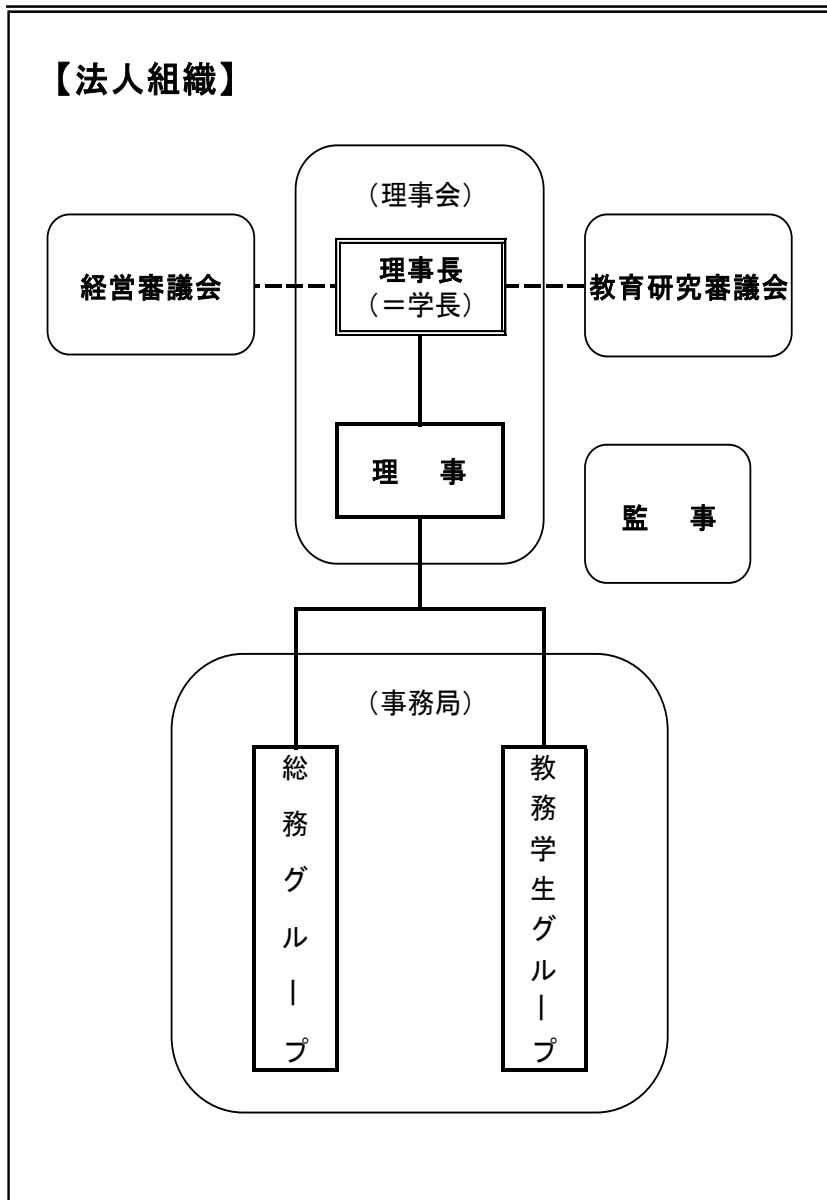 【法人組織】
（理事会）
経営審議会
理事長
（＝学長）
教育研究審議会
理　事
監　事
（事務局）
総務グループ
教務学生グループ